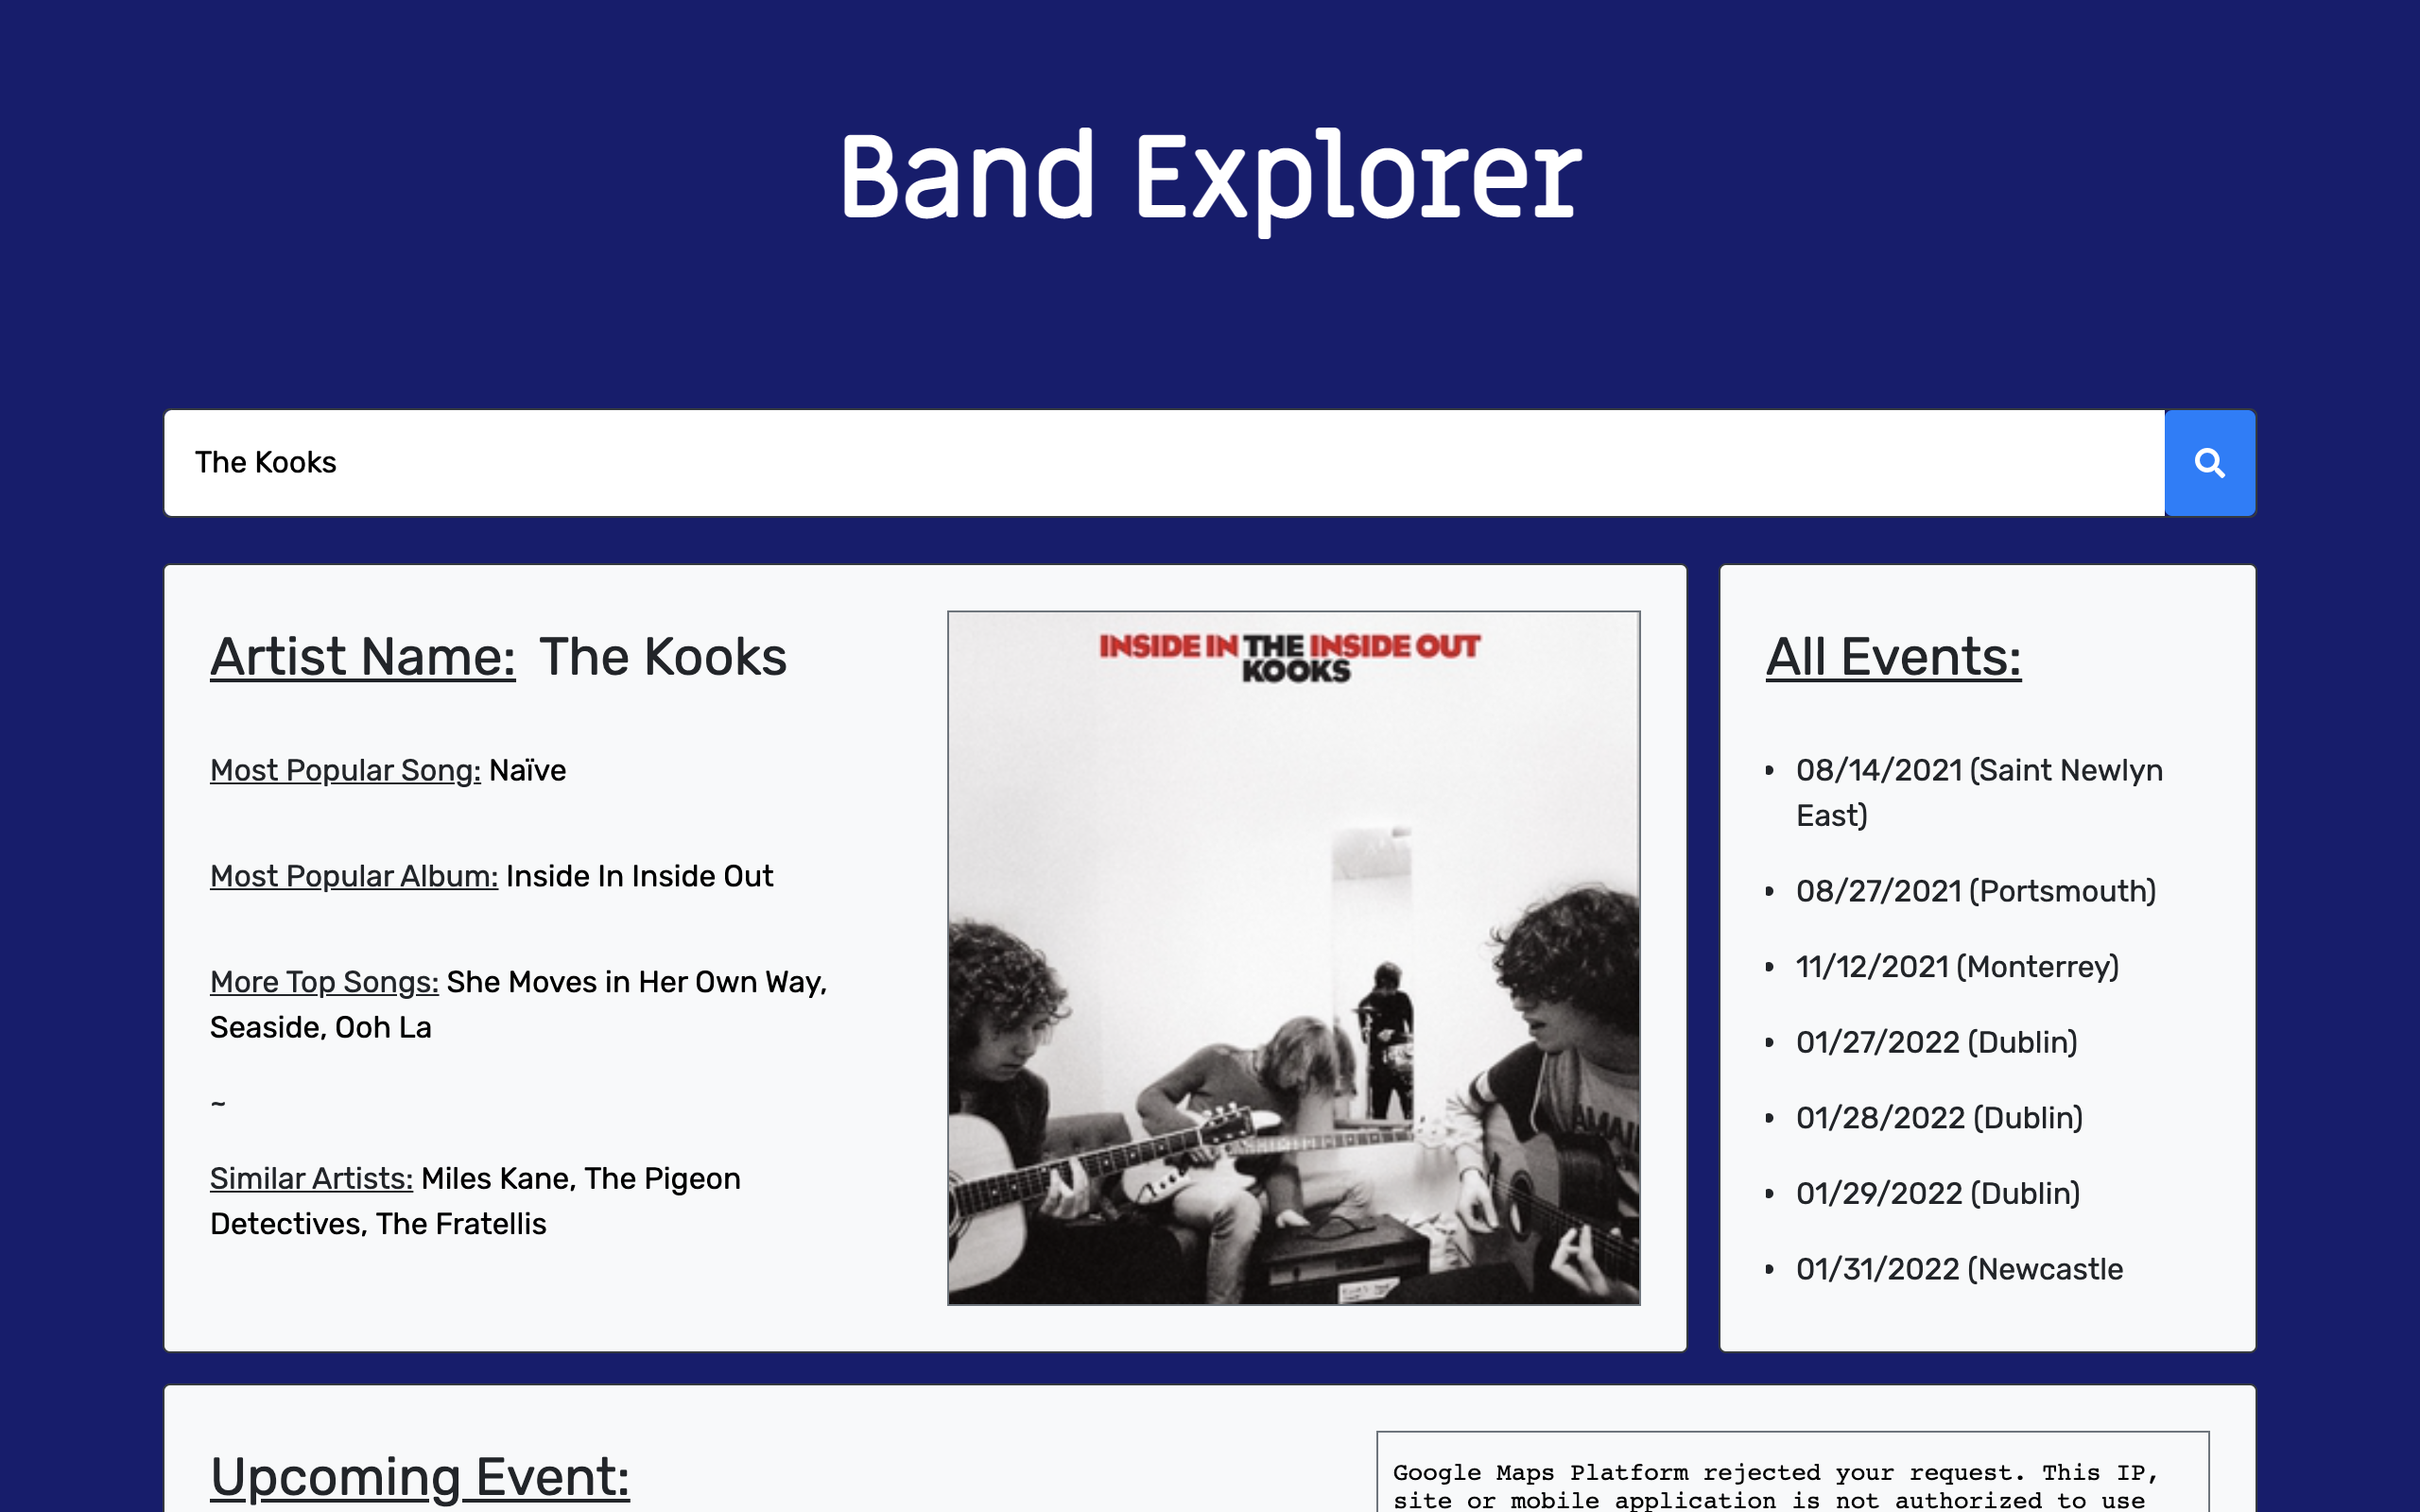 Band Explorer
The Kooks
Artist Name: The Kooks
Most Popular Song: Naïve
Most Popular Album: Inside In Inside Out
More Top Songs: She Moves in Her Own Way,
Seaside, Ooh La
~
Similar Artists: Miles Kane, The Pigeon
Detectives, The Fratellis
INSIDE IN THE INSIDE OUT
KOOKS
All Events:
08/14/2021 (Saint Newlyn
East)
08/27/2021 (Portsmouth)
11/12/2021 (Monterrey)
01/27/2022 (Dublin)
01/28/2022 (Dublin)
01/29/2022 (Dublin)
01/31/2022 (Newcastle
Upcoming Event:
Google Maps Platform rejected your request. This IP,
site or mobile application is not authorized to use